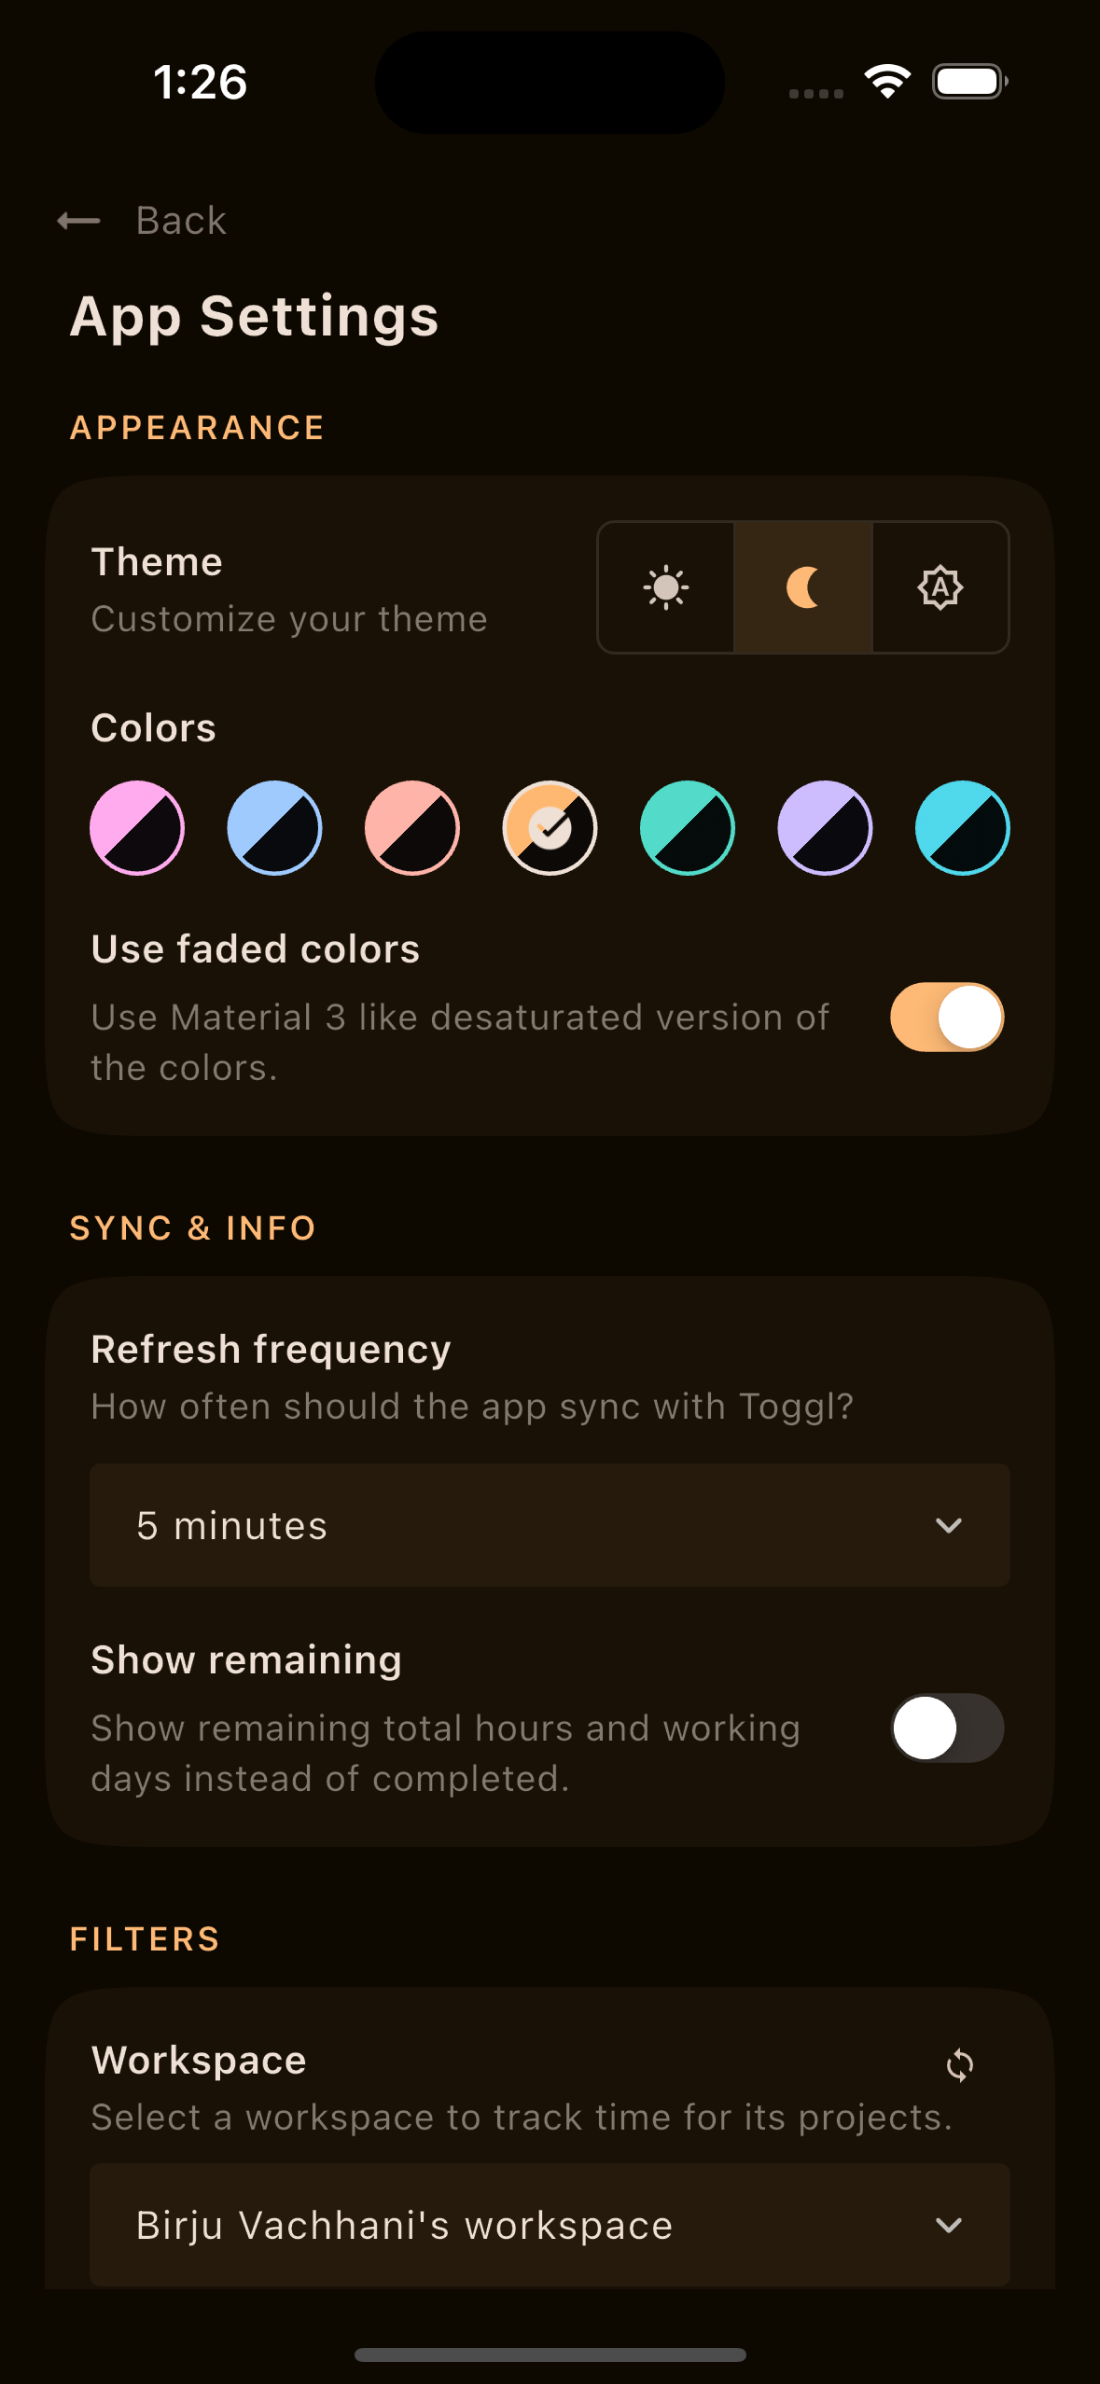 1:26
Back
App Settings
APPEARANCE
Theme
Customize your theme
A
Colors
Use faded colors
Use Material 3 like desaturated version of
the colors.
SYNC & INFO
Refresh frequency
How often should the app sync with Toggl?
5 minutes
Show remaining
Show remaining total hours and working
days instead of completed.
FILTERS
Workspace
Select a workspace to track time for its projects.
Birju Vachhani's workspace